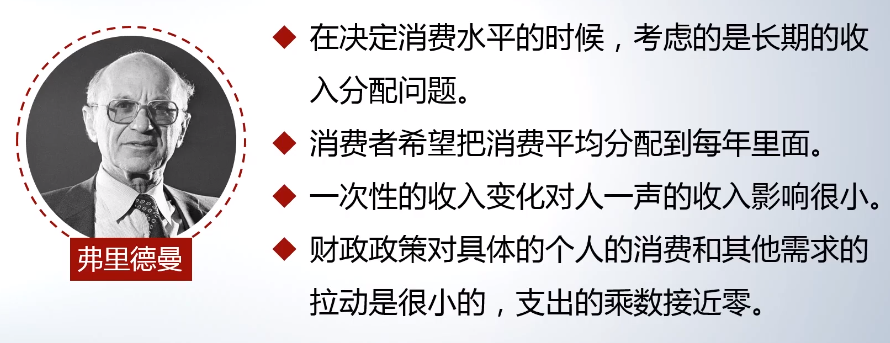 在决定消费水平的时候，考虑的是长期的收
入分配问题。
消费者希望把消费平均分配到每年里面。
一次性的收入变化对人一声的收入影响很小。
财政政策对具体的个人的消费和其他需求的
拉动是很小的，支出的乘数接近零。
弗里德曼